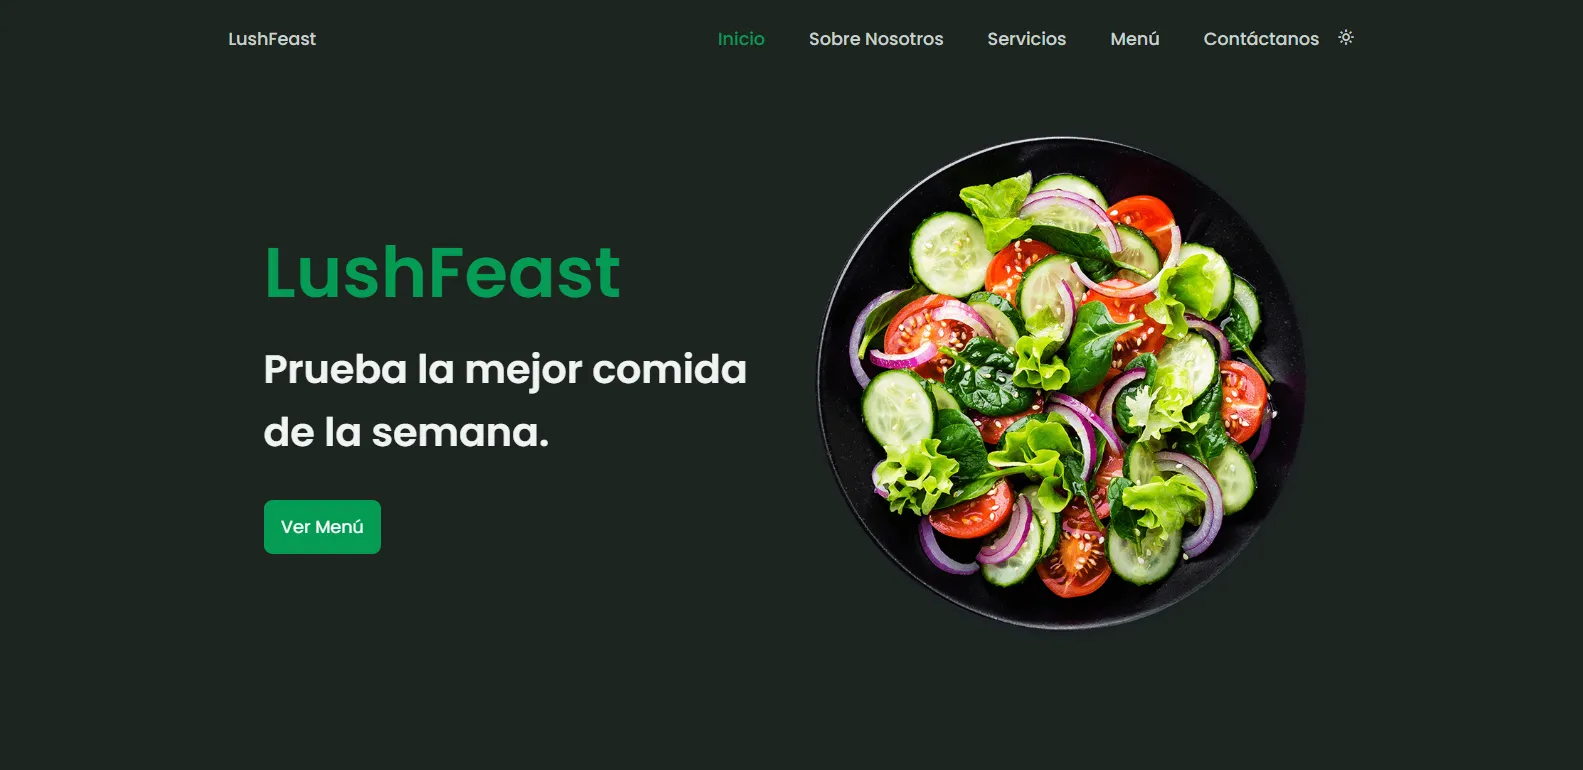 LushFeast
Inicio
Sobre Nosotros
Servicios
Menú
Contáctanos
LushFeast
Prueba la mejor comida
de la semana.
Ver Menú